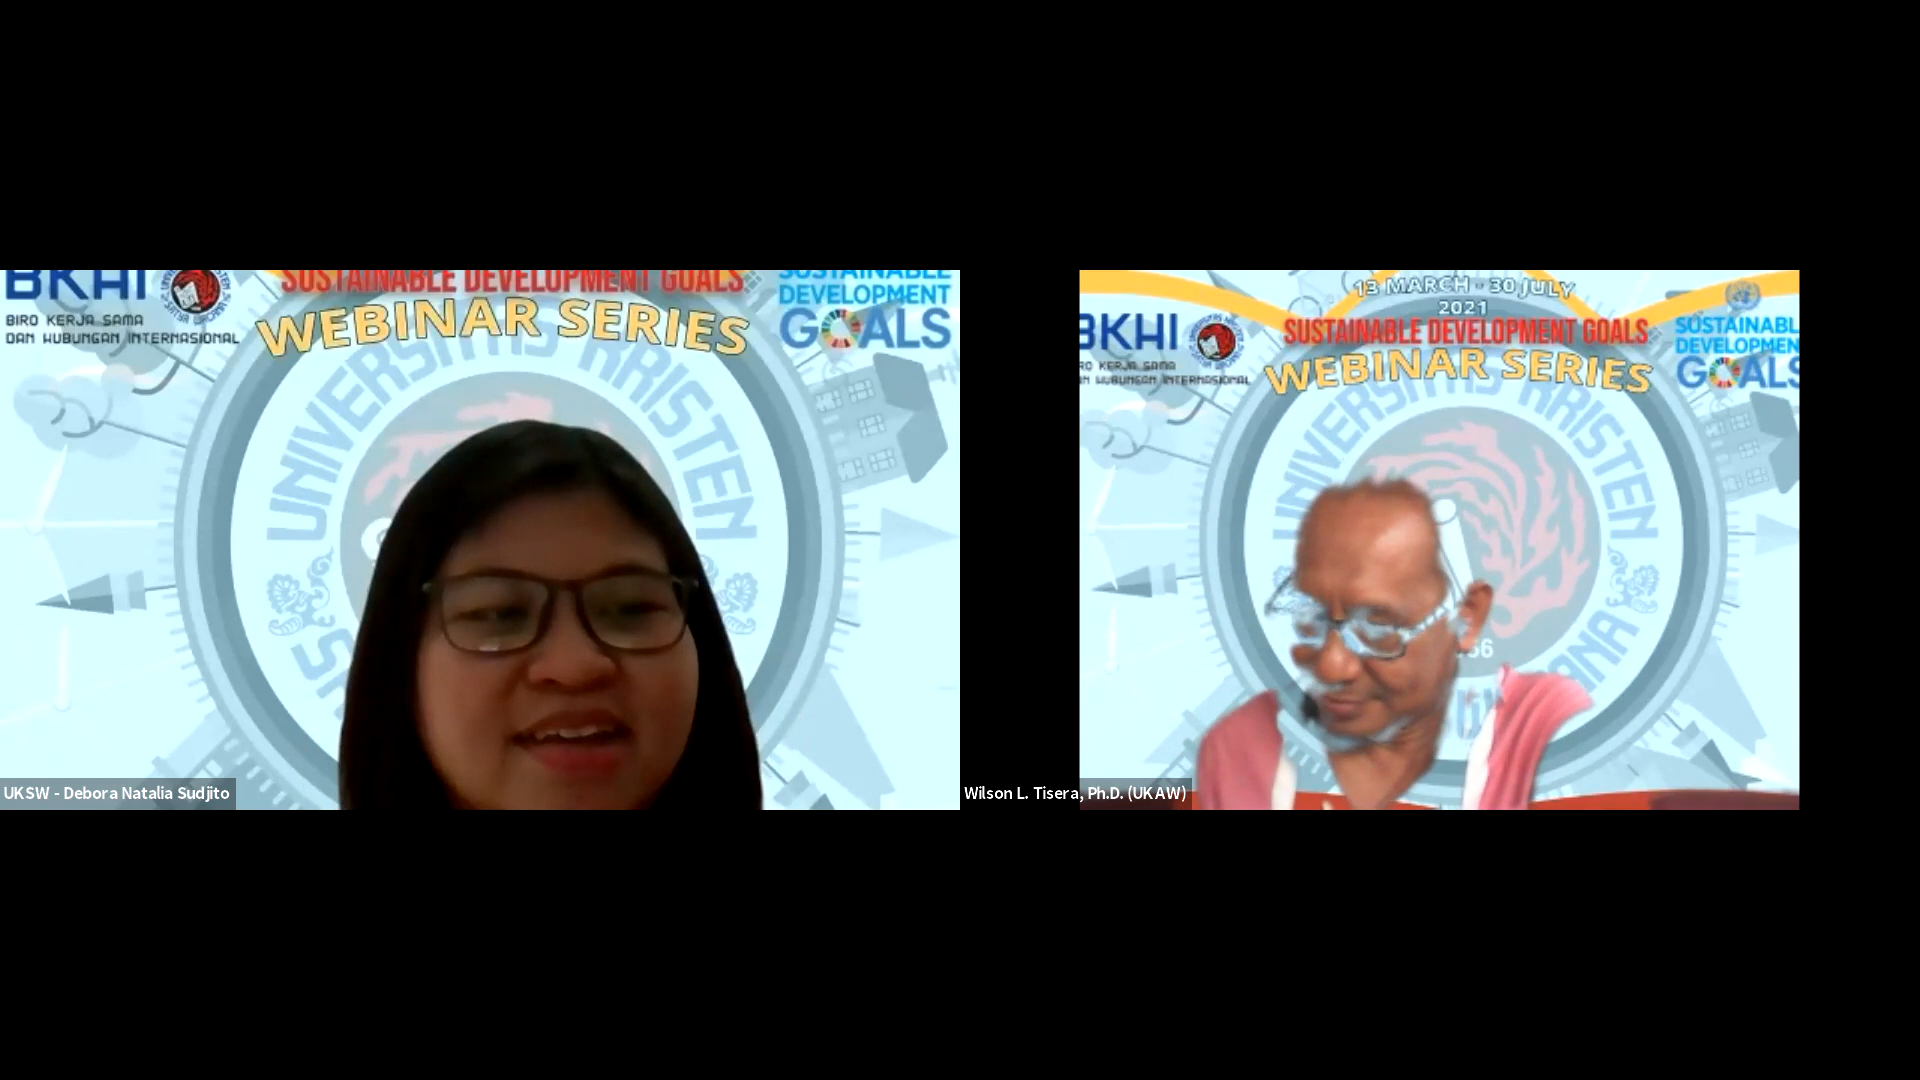 BKHI
BIRO KERJA SAMA
DAN HUBUNGAN INTERNASIONAL
SUSTAINABLE DEVELOPMENT GOALS
WEBINAR SERIES
SUSTAINABLE
DEVELOPMENT
GOALS
UNIVERSITAS KRISTEN
UKSW - Debora Natalia Sudjito
13 MARCH - 30 JULY
2021
SUSTAINABLE DEVELOPMENT GOALS
WEBINAR SERIES
BKHI
RO KERJA SAMA
N HUBUNGAN INTERNASIONAL
SUSTAINABL
DEVELOPMEN
GOALS
UNIVERSITAS KRISTEN
ANA
56
Wilson L. Tisera, Ph.D. (UKAW)